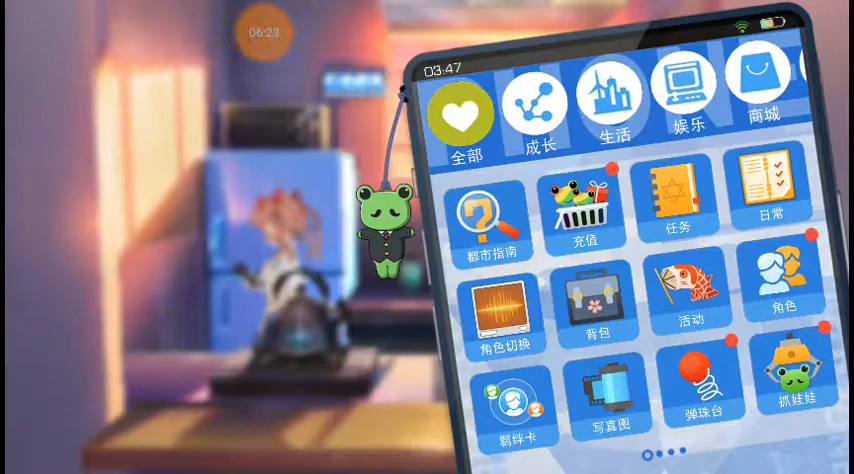 06:23
03:47
全部
成长
生活
娱乐
商城
都市指南
充值
任务
日常
角色切换
背包
活动
角色
羁绊卡
写真图
弹珠台
抓娃娃